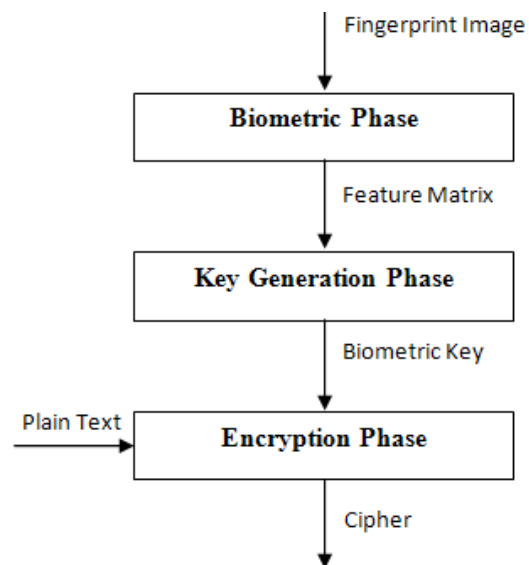 Fingerprint Image
Biometric Phase
Feature Matrix
Key Generation Phase
Biometric Key
Plain Text
Encryption Phase
Cipher